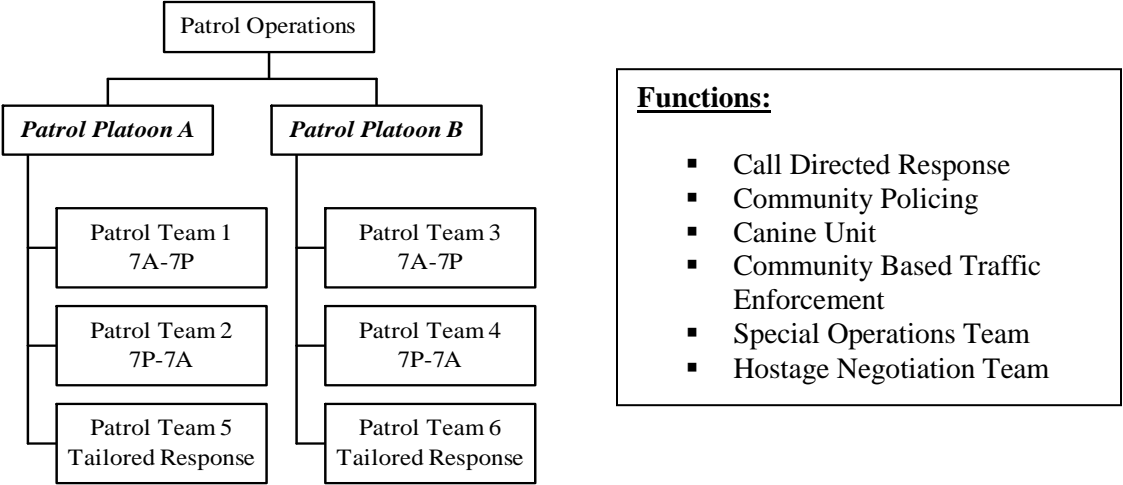 Patrol Operations
Patrol Platoon A
Patrol Team 1
7A-7P
Patrol Team 2
7P-7A
Patrol Team 5
Tailored Response
Patrol Platoon B
Patrol Team 3
7A-7P
Patrol Team 4
7P-7A
Patrol Team 6
Tailored Response
Functions:
▪ Call Directed Response
▪ Community Policing
▪ Canine Unit
▪ Community Based Traffic
Enforcement
▪ Special Operations Team
▪ Hostage Negotiation Team